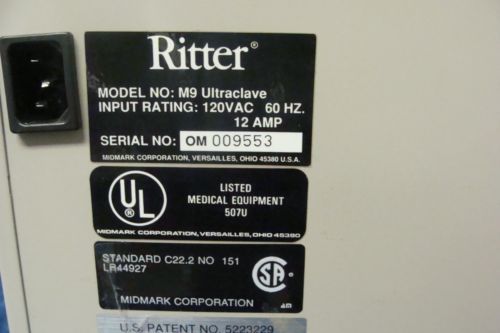 Ritter®
MODEL NO: M9 Ultraclave
INPUT RATING: 120VAC 60 HZ.
12 AMP
SERIAL NO: OM 009553
MIDMARK CORPORATION, VERSAILLES, OHIO 45380 U.S.A.
UL®
LISTED
MEDICAL EQUIPMENT
507U
MIDMARK CORPORATION, VERSAILLES, OHIO 45380
STANDARD C22.2 NO 151
LR44927
SA®
MIDMARK CORPORATION
U.S. PATENT NO. 5223229